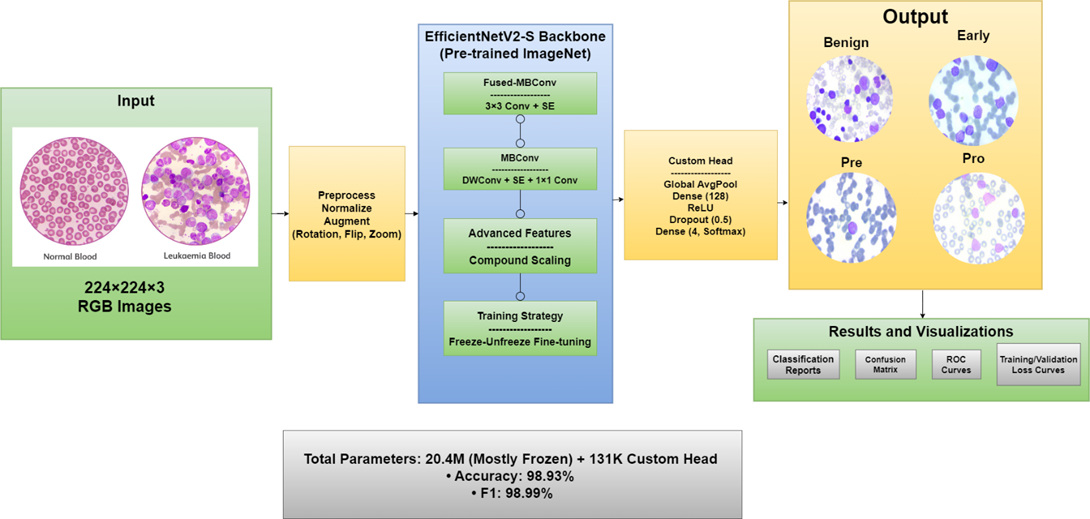 Input
Normal Blood
Leukaemia Blood
224×224×3
RGB Images
Preprocess
Normalize
Augment
(Rotation, Flip, Zoom)
EfficientNetV2-S Backbone
(Pre-trained ImageNet)
Fused-MBConv
------------------
3×3 Conv + SE
MBConv
------------------
DWConv + SE + 1×1 Conv
Advanced Features
------------------
Compound Scaling
Training Strategy
------------------
Freeze-Unfreeze Fine-tuning
Custom Head
------------------
Global AvgPool
Dense (128)
ReLU
Dropout (0.5)
Dense (4, Softmax)
Output
Benign
Early
Pre
Pro
Results and Visualizations
Classification
Reports
Confusion
Matrix
ROC
Curves
Training/Validation
Loss Curves
Total Parameters: 20.4M (Mostly Frozen) + 131K Custom Head
• Accuracy: 98.93%
• F1: 98.99%